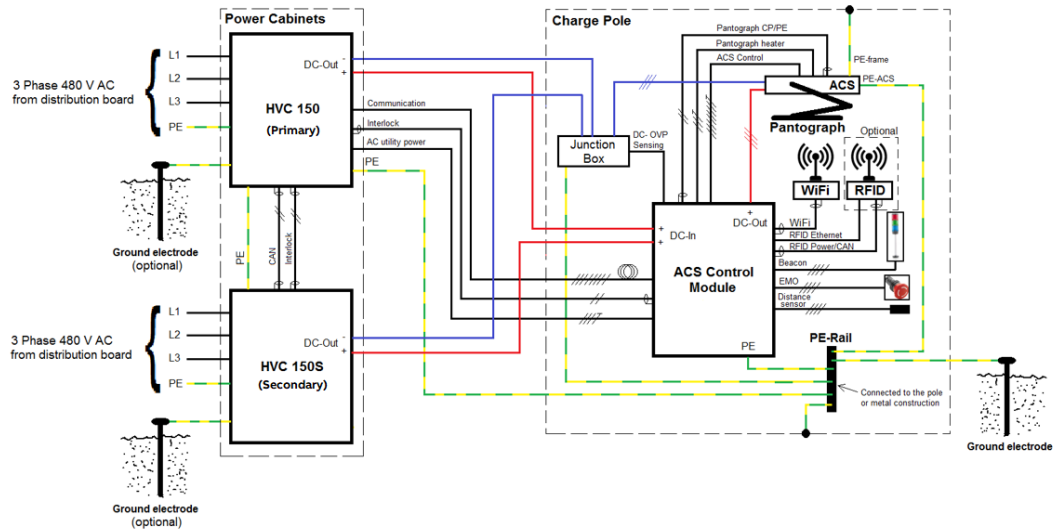 Power Cabinets
Charge Pole
3 Phase 480 V AC
from distribution board
L1
L2
L3
PE
DC-Out
-
+
HVC 150
(Primary)
Communication
Interlock
AC utility power
PE
Ground electrode
(optional)
PE
CAN
Interlock
3 Phase 480 V AC
from distribution board
L1
L2
L3
PE
DC-Out
-
+
HVC 150S
(Secondary)
Ground electrode
(optional)
Pantograph CP/PE
Pantograph heater
ACS Control
PE-frame
PE-ACS
ACS
Pantograph
Junction
Box
DC- OVP
Sensing
Optional
WiFi
RFID
+
DC-Out
+
DC-In
+
ACS Control
Module
PE
WiFi
RFID Ethernet
RFID Power/CAN
Beacon
EMO
Distance
sensor
PE-Rail
Connected to the pole
or metal construction
Ground electrode